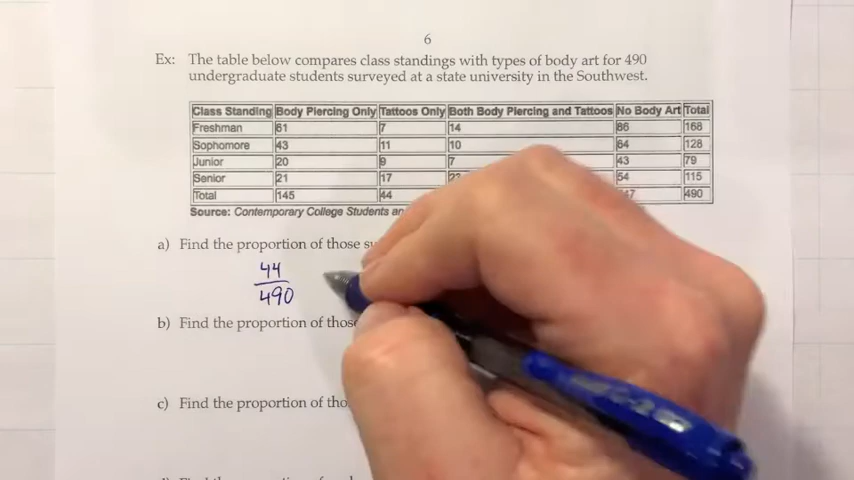 6
Ex: The table below compares class standings with types of body art for 490
undergraduate students surveyed at a state university in the Southwest.
Class Standing Body Piercing Only Tattoos Only Both Body Piercing and Tattoos No Body Art Total
Freshman 61 7 14 86 168
Sophomore 43 11 10 64 128
Junior 20 9 7 43 79
Senior 21 17 54 115
Total 145 44 490
Source: Contemporary College Students
a) Find the proportion of those
44
490
b) Find the proportion of those
c) Find the proportion of